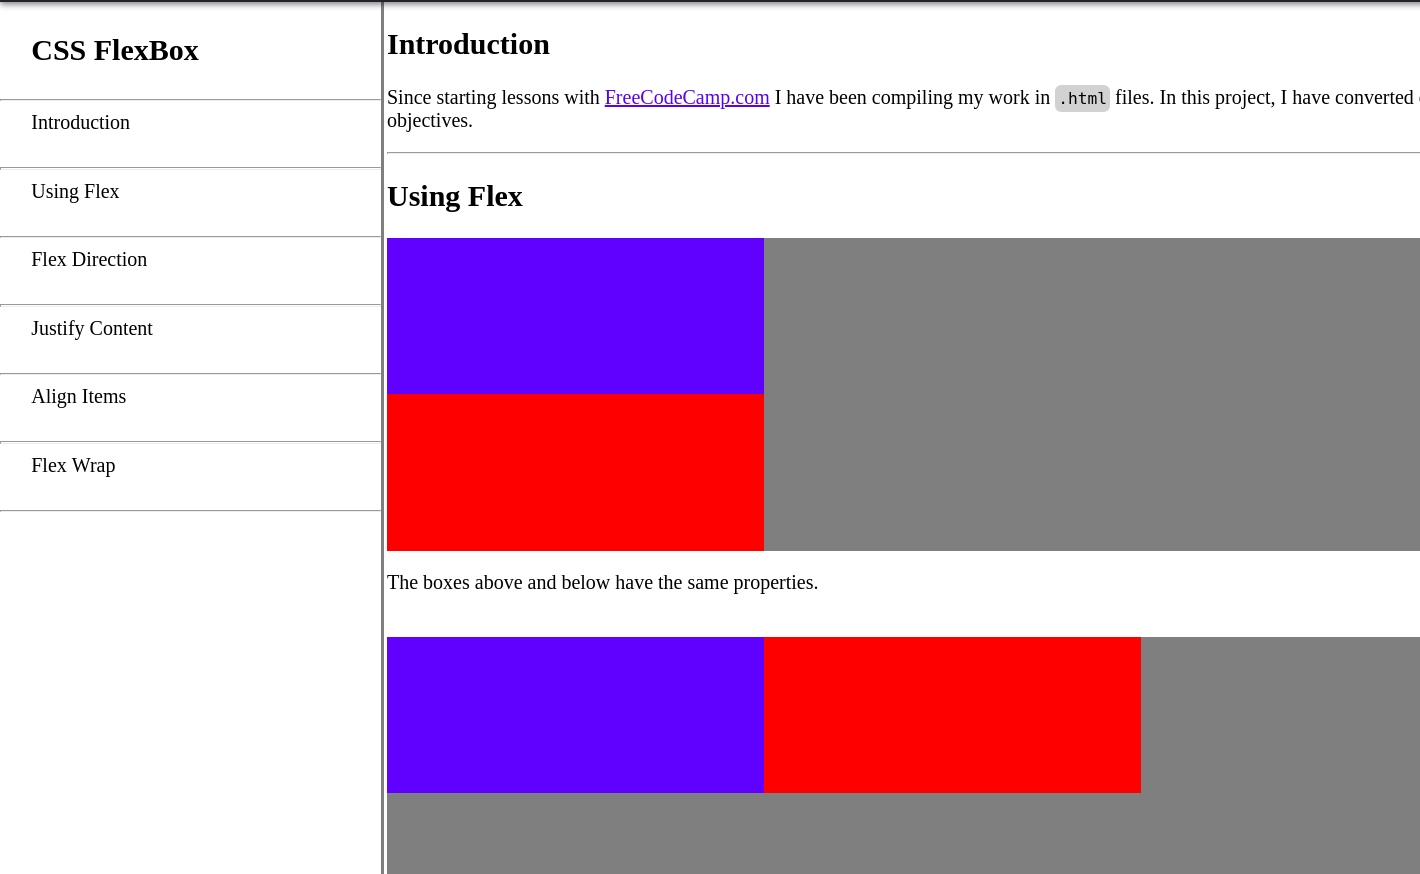 CSS FlexBox
Introduction
Using Flex
Flex Direction
Justify Content
Align Items
Flex Wrap
Introduction
Since starting lessons with FreeCodeCamp.com I have been compiling my work in .html files. In this project, I have converted
objectives.
Using Flex
The boxes above and below have the same properties.